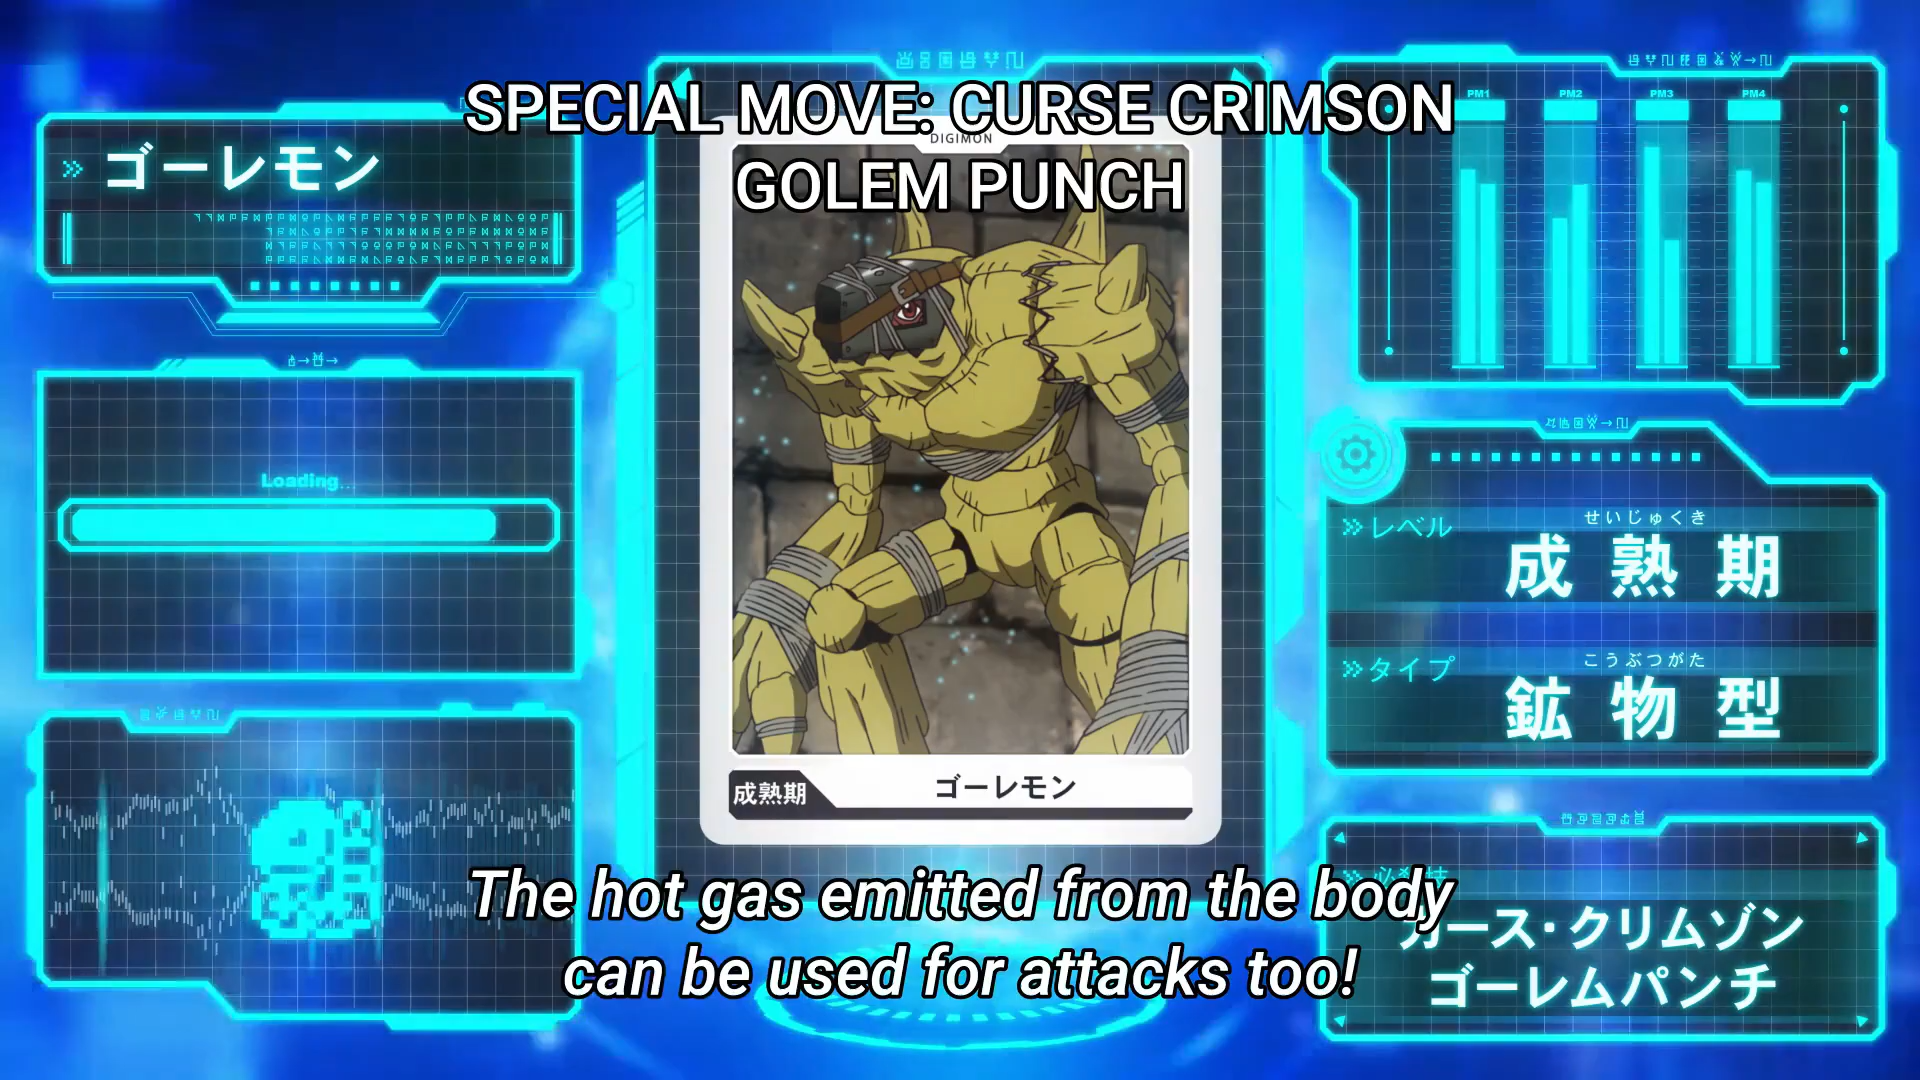 SPECIAL MOVE: CURSE CRIMSON
GOLEM PUNCH
DIGIMON
ゴーレモン
Loading...
成熟期
ゴーレモン
PM1
PM2
PM3
PM4
レベル
せいじゅくき
成熟期
タイプ
こうぶつがた
鉱物型
必殺技
カース・クリムゾン
ゴーレムパンチ
The hot gas emitted from the body
can be used for attacks too!